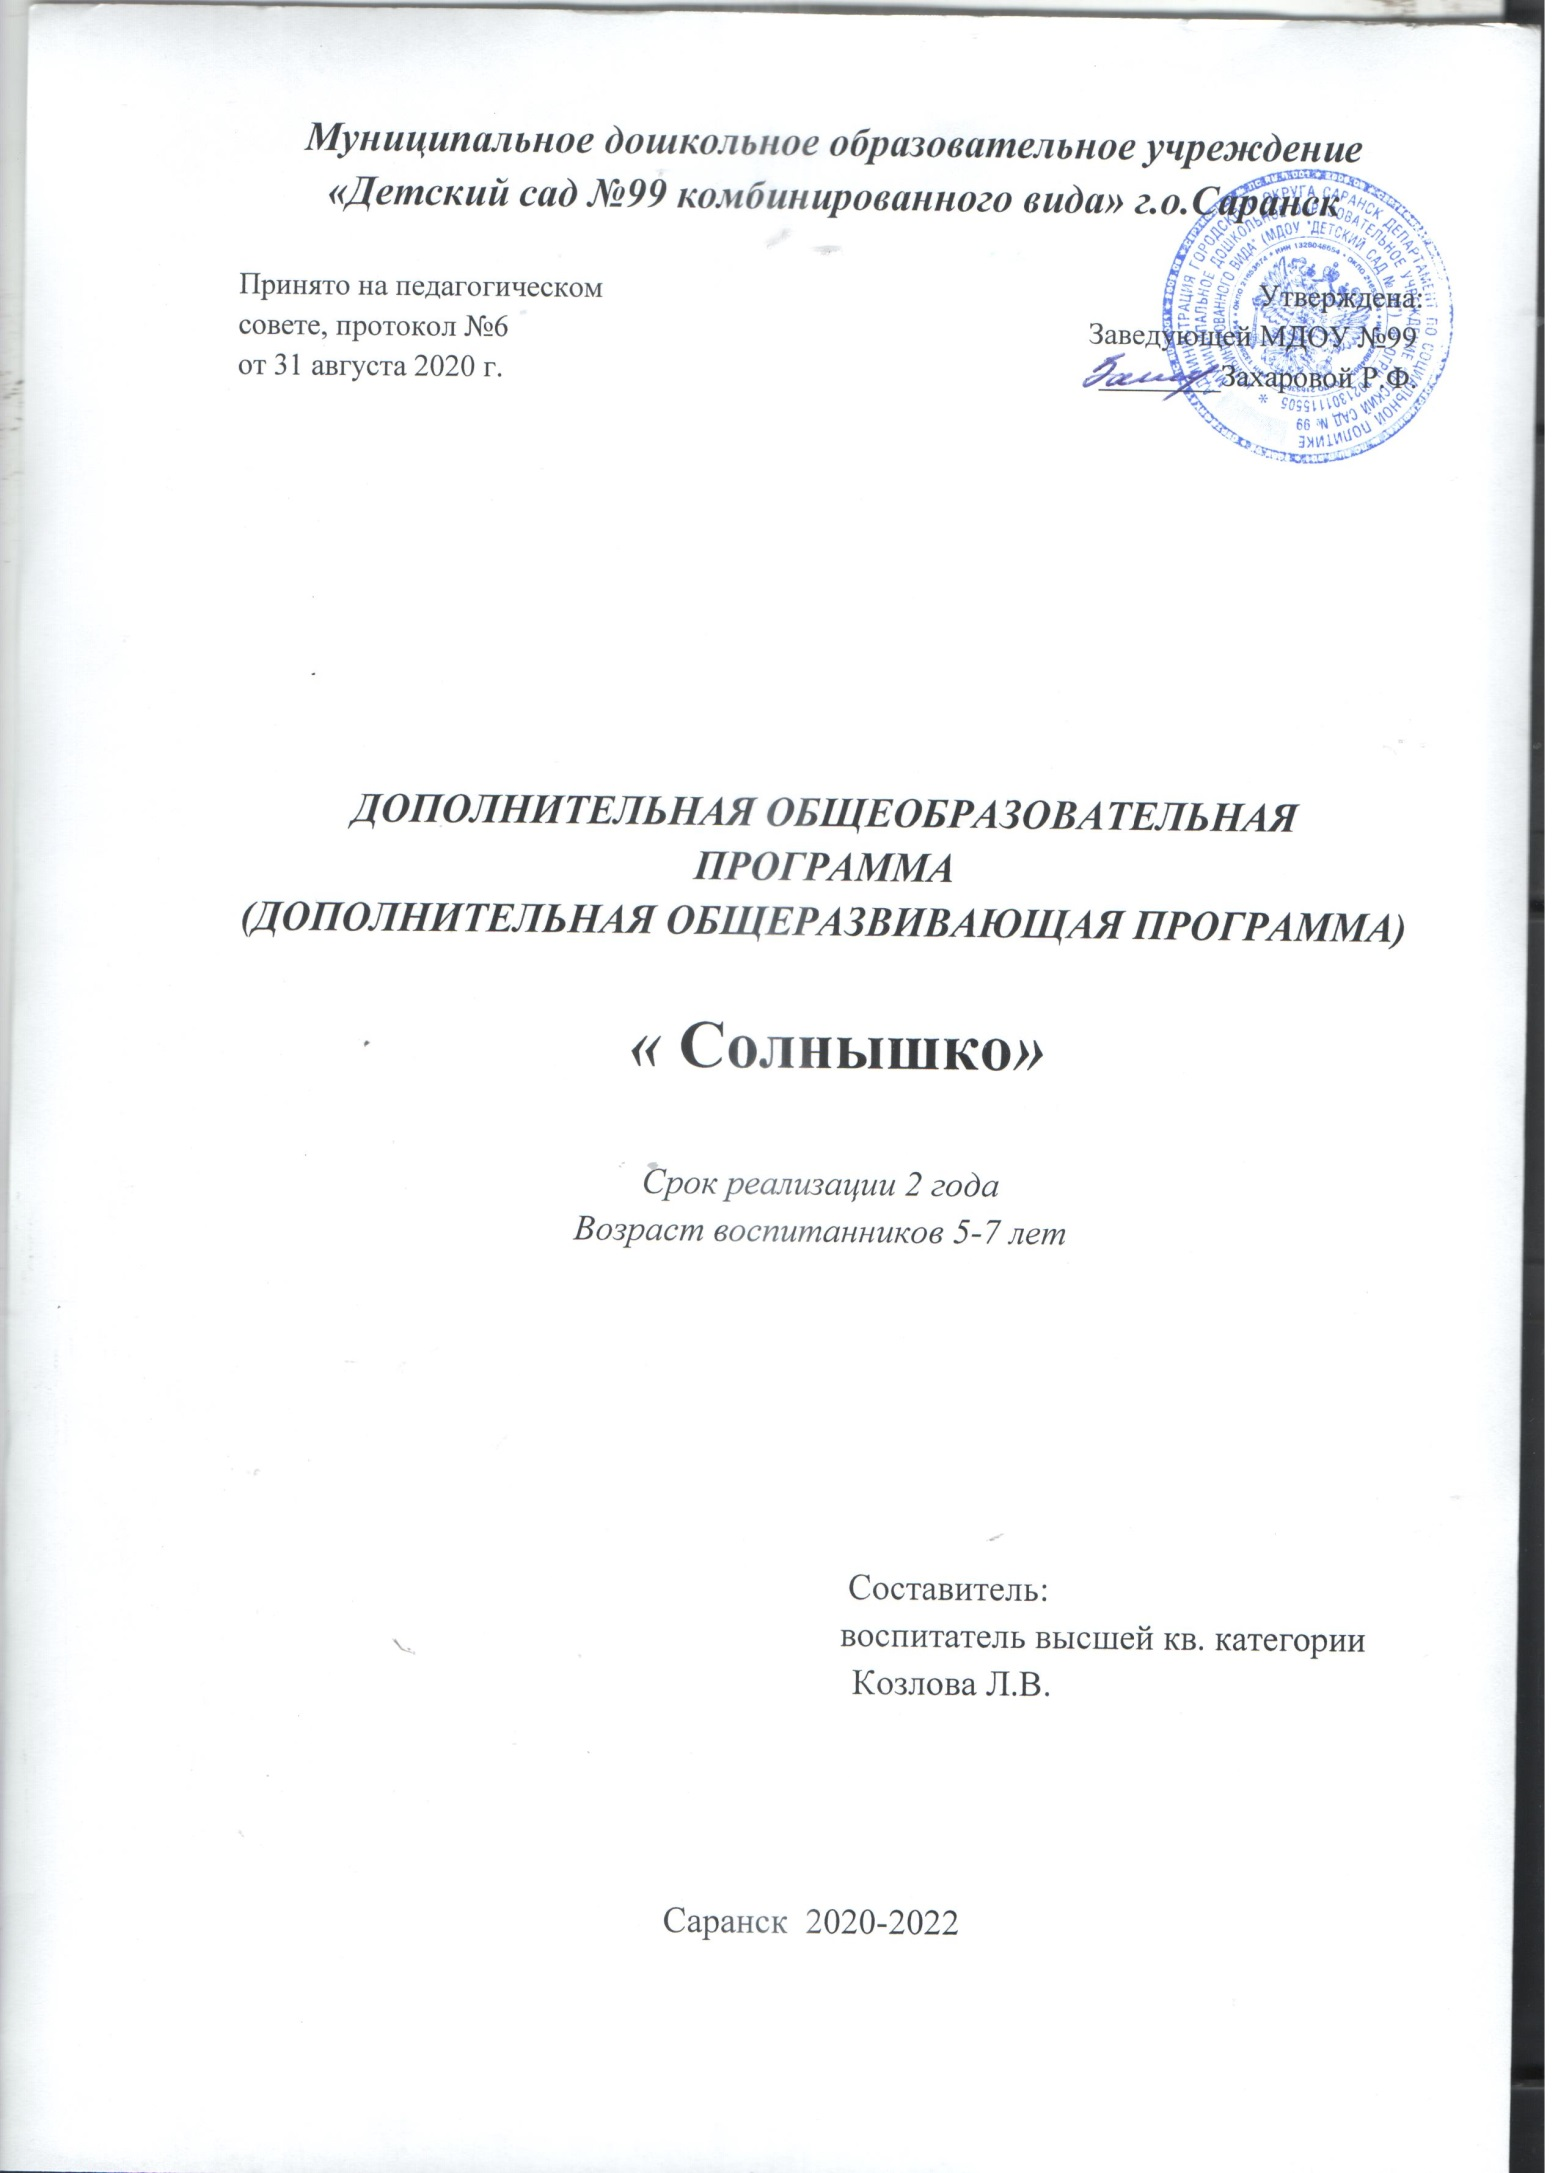 Муниципальное дошкольное образовательное учреждение
«Детский сад №99 комбинированного вида» г.о.Саранск
Принято на педагогическом
совете, протокол №6
от 31 августа 2020 г.
Утверждена:
Заведующей МДОУ №99
Захаровой Р.Ф.
ДОПОЛНИТЕЛЬНАЯ ОБЩЕОБРАЗОВАТЕЛЬНАЯ
ПРОГРАММА
(ДОПОЛНИТЕЛЬНАЯ ОБЩЕРАЗВИВАЮЩАЯ ПРОГРАММА)
« Солнышко»
Срок реализации 2 года
Возраст воспитанников 5-7 лет
Составитель:
воспитатель высшей кв. категории
Козлова Л.В.
Саранск 2020-2022